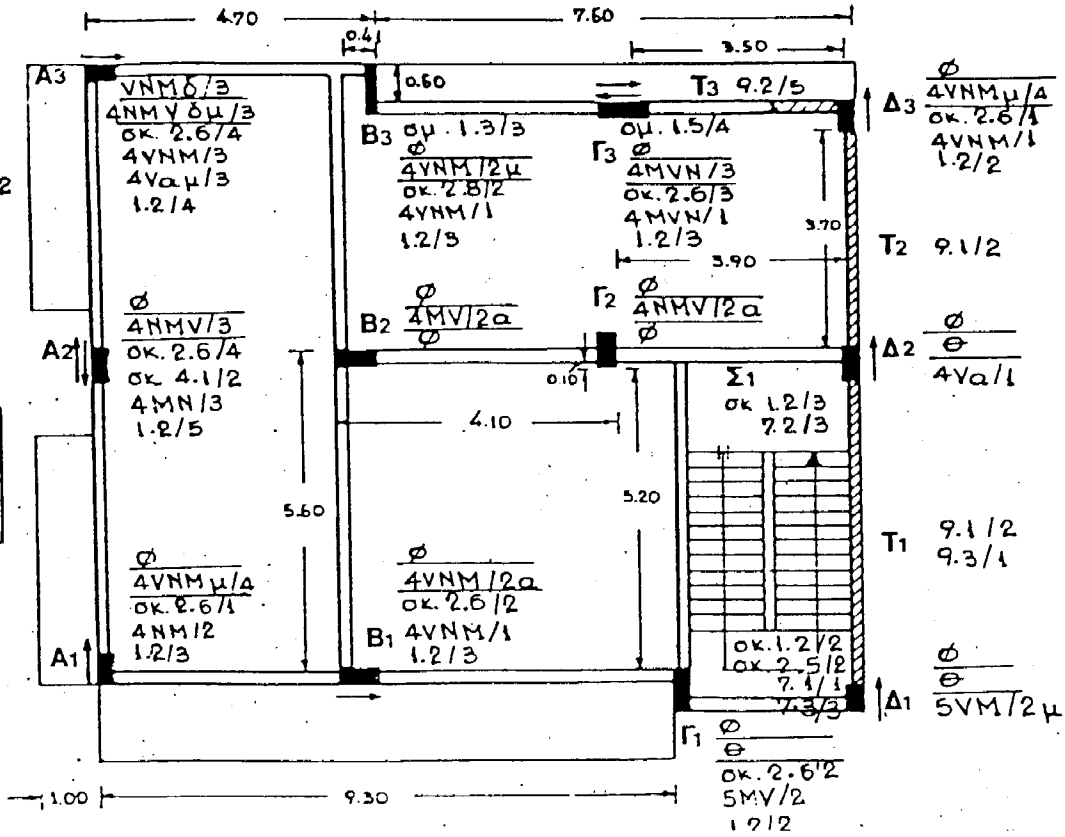 4.70
7.60
0.4
3.50
A3
VNMδ/3
4NMVδμ/3
οκ. 2.6/4
4VNM/3
4Vαμ/3
1.2/4
0.60
T3 9.2/5
B3 σμ. 1.3/3
Φ
4VNM/2μ
οκ. 2.8/2
4VNM/1
1.2/3
σμ. 1.5/4
Γ3
Φ
4MVN/3
οκ. 2.6/3
4MVN/1
1.2/3
Δ3
Φ
4VNMμ/4
οκ. 2.6/1
4VNM/1
1.2/2
2
3.70
3.90
T2 9.1/2
A2
Φ
4NMV/3
οκ. 2.6/4
οκ 4.1/2
4MN/3
1.2/5
B2
Φ
4MV/2α
Φ
Γ2
Φ
4NMV/2α
Φ
Δ2
Φ
Θ
4Vα/1
0.10
Σ1
οκ 1.2/3
7.2/3
4.10
5.60
5.20
T1 9.1/2
9.3/1
A1
Φ
4VNMμ/4
οκ. 2.6/1
4NM/2
1.2/3
B1
Φ
4VNM/2α
οκ. 2.6/2
4VNM/1
1.2/3
οκ. 1.2/2
οκ. 2.5/2
7.1/1
7.3/3
Δ1
Φ
Θ
5VM/2μ
Γ1
Φ
Θ
οκ. 2.6'2
5MV/2
1.2/2
1.00
9.30